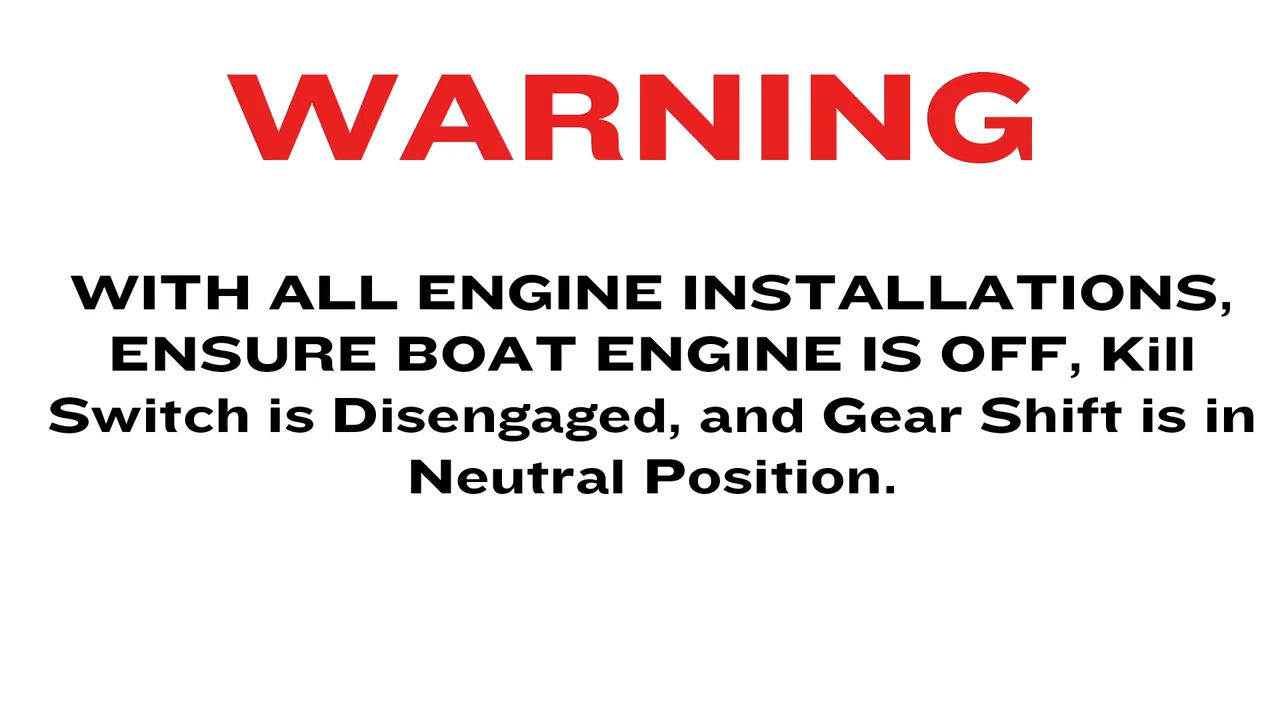 WARNING
WITH ALL ENGINE INSTALLATIONS,
ENSURE BOAT ENGINE IS OFF, Kill
Switch is Disengaged, and Gear Shift is in
Neutral Position.